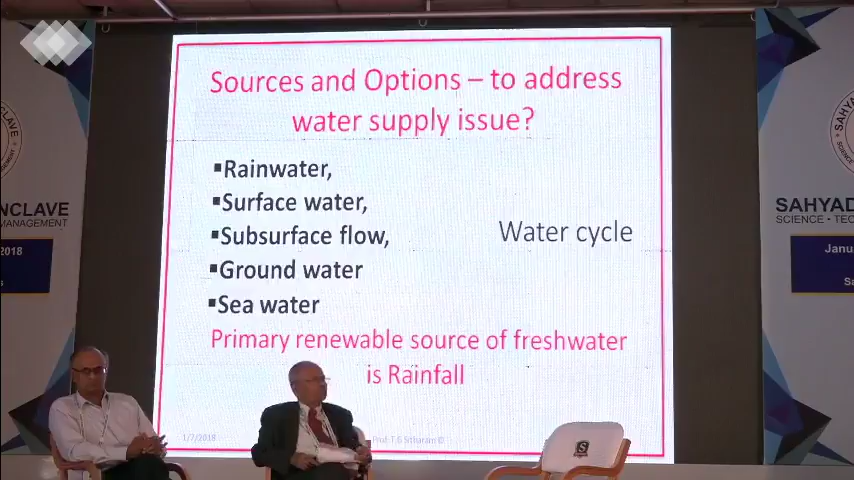 Sources and Options – to address
water supply issue?
▪Rainwater,
▪Surface water,
▪Subsurface flow,
▪Ground water
▪Sea water
Water cycle
Primary renewable source of freshwater
is Rainfall
1/7/2018
NCLAVE
MANAGEMENT
2018
SAHYAD
SCIENCE • TEC
Janu